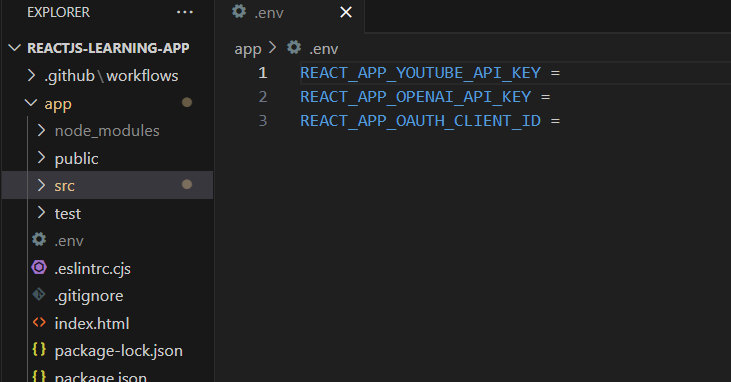 EXPLORER
REACTJS-LEARNING-APP
.github\workflows
app
node_modules
public
src
test
.env
.eslintrc.cjs
.gitignore
index.html
package-lock.json
package.json
.env
app > .env
1 REACT_APP_YOUTUBE_API_KEY =
2 REACT_APP_OPENAI_API_KEY =
3 REACT_APP_OAUTH_CLIENT_ID =